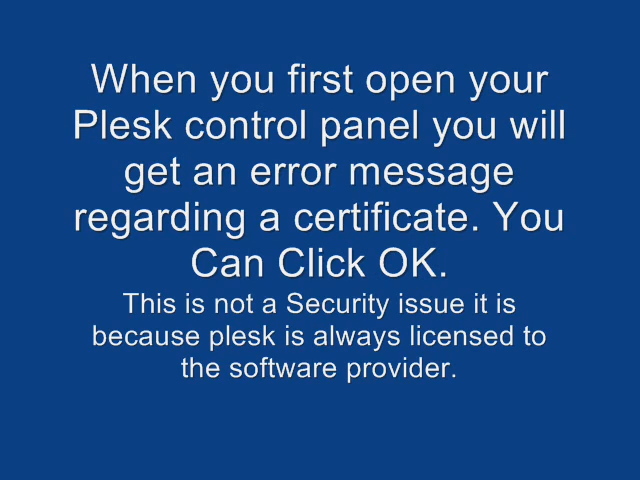 When you first open your
Plesk control panel you will
get an error message
regarding a certificate. You
Can Click OK.
This is not a Security issue it is
because plesk is always licensed to
the software provider.